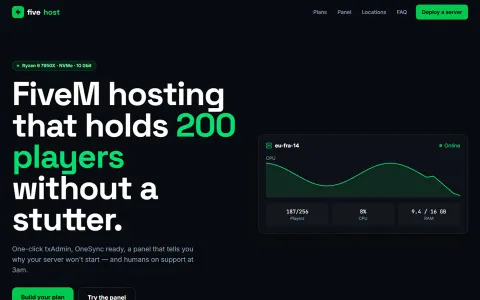 five host
Plans Panel Locations FAQ Deploy a server
Ryzen 9 7950X · NVMe · 10 Gbit
FiveM hosting
that holds 200
players
without a
stutter.
One-click txAdmin, OneSync ready, a panel that tells you
why your server won't start — and humans on support at
3am.
Build your plan Try the panel
eu-fra-14 Online
CPU
187/256 8% 9.4 / 16 GB
Players CPU RAM